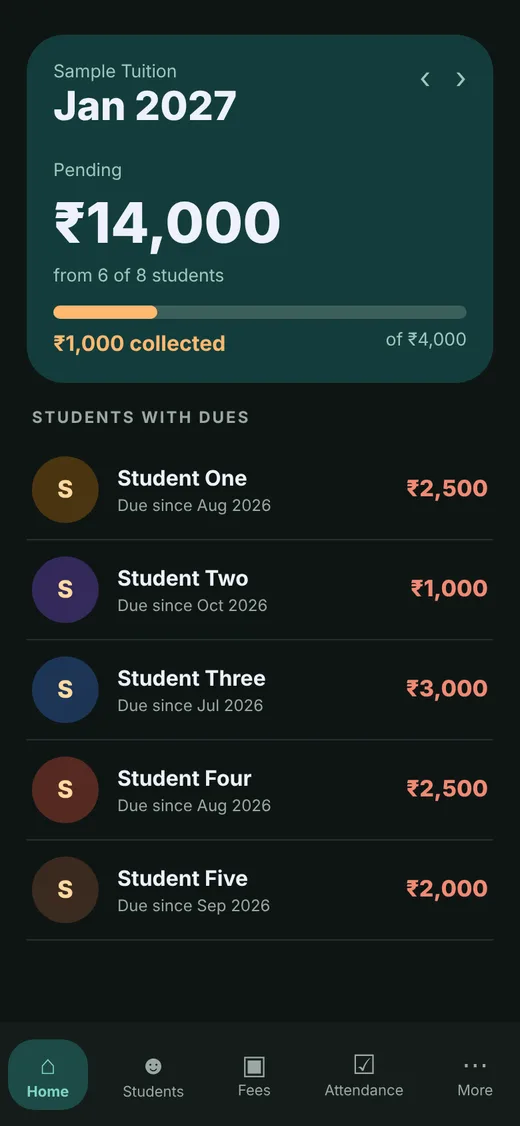 Sample Tuition
Jan 2027
‹ ›
Pending
₹14,000
from 6 of 8 students
₹1,000 collected
of ₹4,000
STUDENTS WITH DUES
S
Student One
Due since Aug 2026
₹2,500
S
Student Two
Due since Oct 2026
₹1,000
S
Student Three
Due since Jul 2026
₹3,000
S
Student Four
Due since Aug 2026
₹2,500
S
Student Five
Due since Sep 2026
₹2,000
Home
Students
Fees
Attendance
More